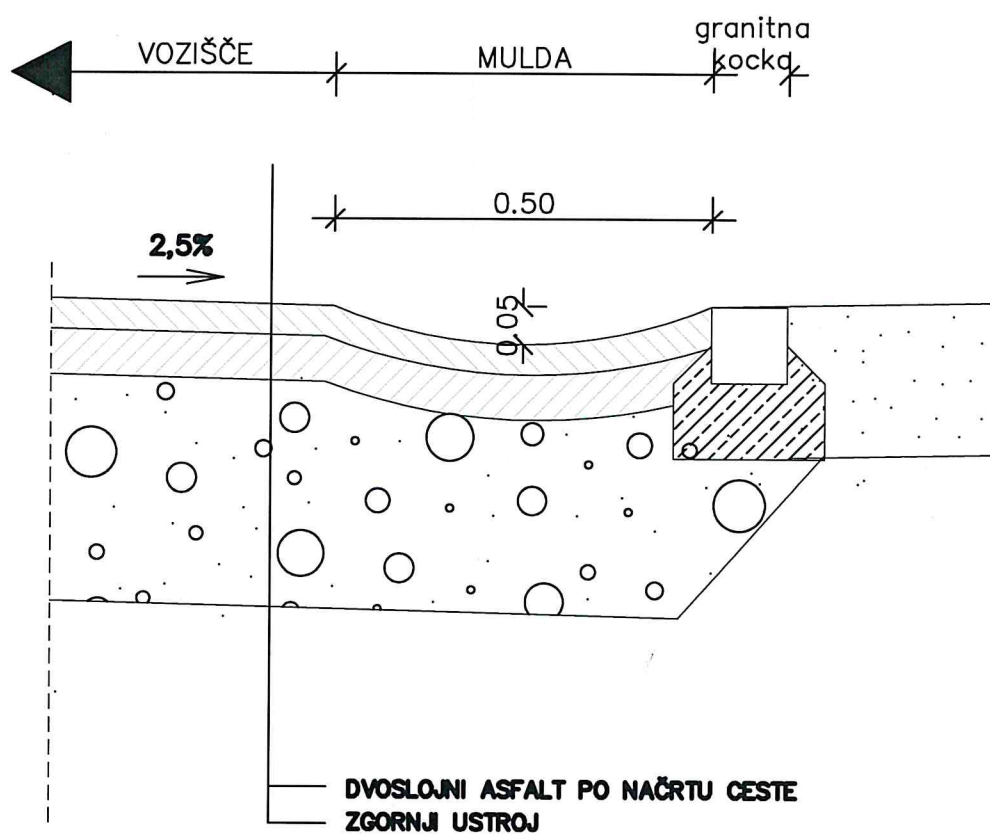 VOZIŠČE
MULDA
granitna
kocka
0.50
2,5%
0.05
DVOSLOJNI ASFALT PO NAČRTU CESTE
ZGORNJI USTROJ